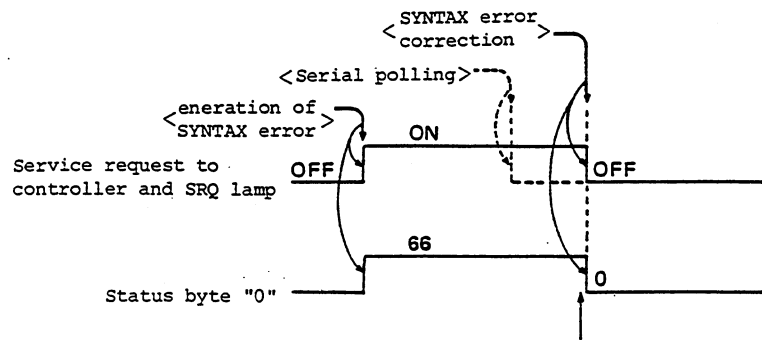 <SYNTAX error
correction>
<Serial polling>
<eneration of
SYNTAX error>
ON
Service request to
controller and SRQ lamp
OFF
OFF
66
Status byte "0"
0